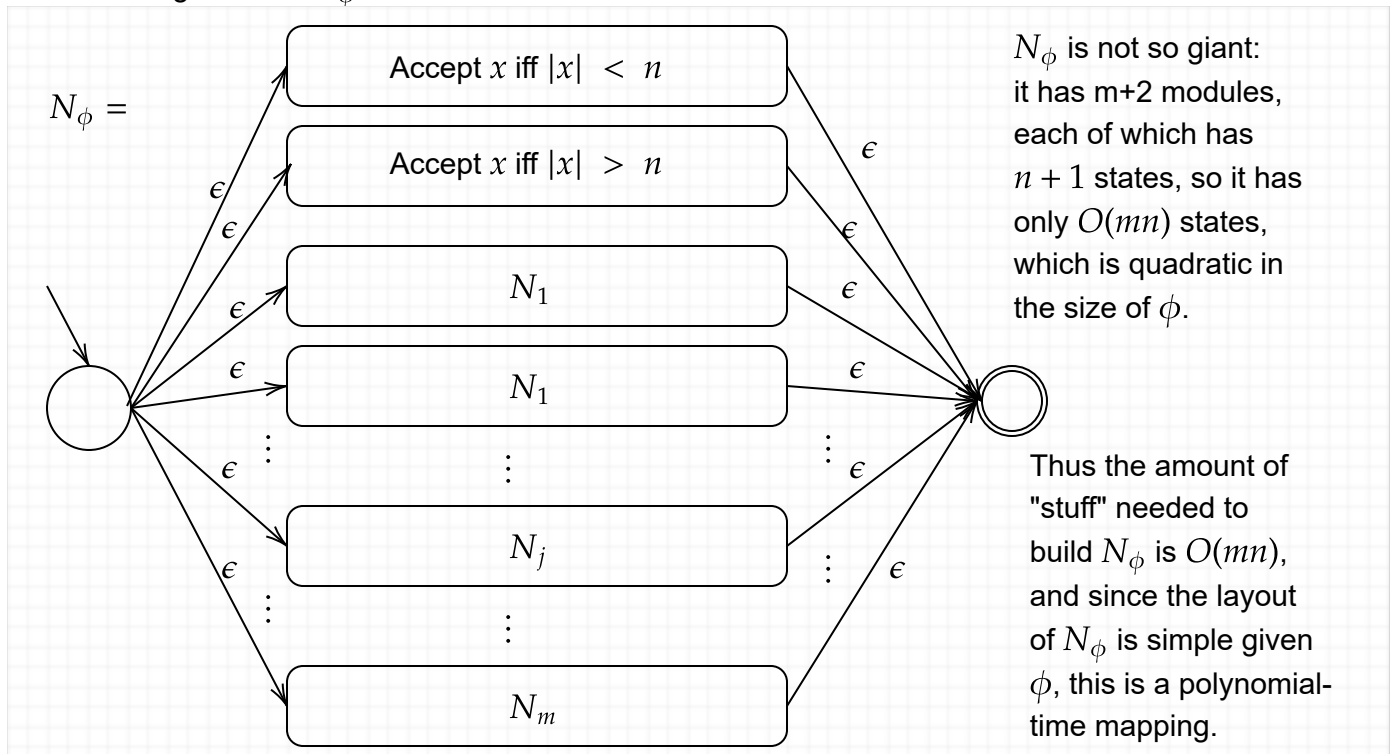 N_ϕ =
Accept x iff |x| < n
Accept x iff |x| > n
N_1
N_1
⋮
N_j
⋮
N_m
ϵ
ϵ
ϵ
ϵ
⋮
ϵ
ϵ
⋮
ϵ
ϵ
ϵ
ϵ
⋮
ϵ
⋮
ϵ
N_ϕ is not so giant:
it has m+2 modules,
each of which has
n + 1 states, so it has
only O(mn) states,
which is quadratic in
the size of ϕ.
Thus the amount of
"stuff" needed to
build N_ϕ is O(mn),
and since the layout
of N_ϕ is simple given
ϕ, this is a polynomial-
time mapping.